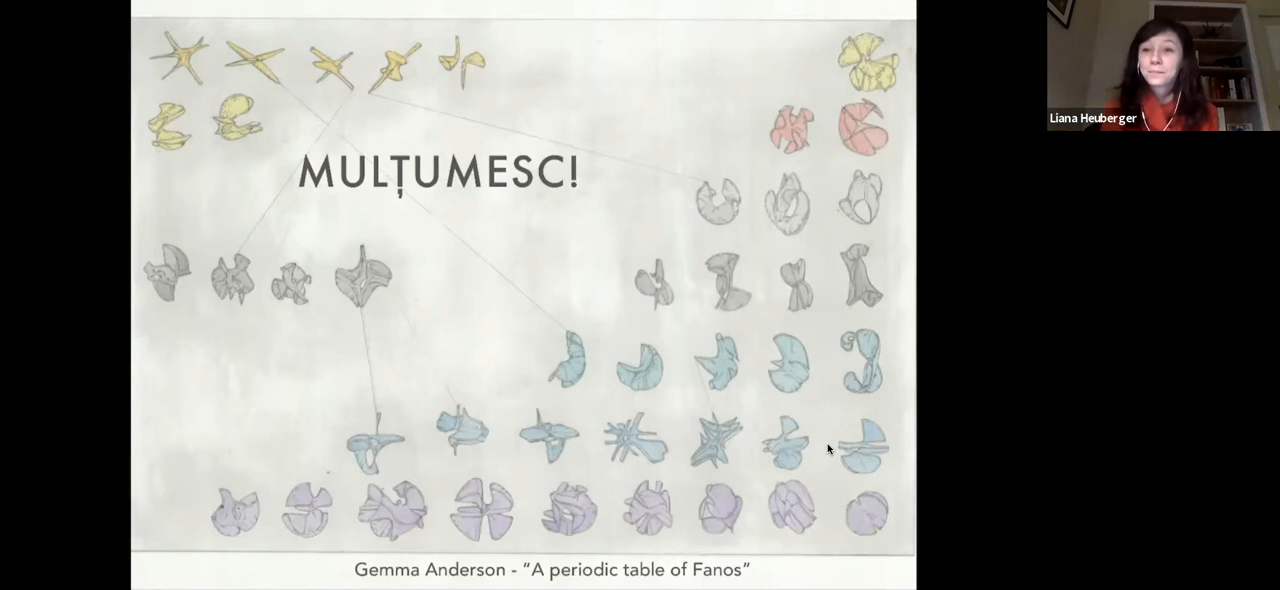 MULȚUMESC!
Liana Heuberger
Gemma Anderson - “A periodic table of Fanos”